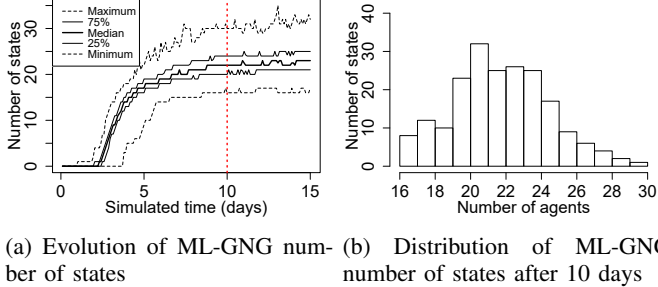 Maximum
75%
Median
25%
Minimum
Number of states
0 10 20 30
0 5 10 15
Simulated time (days)
Number of states
0 10 20 30 40
16 18 20 22 24 26 28 30
Number of agents
(a) Evolution of ML-GNG num-
ber of states
(b) Distribution of ML-GNG
number of states after 10 days